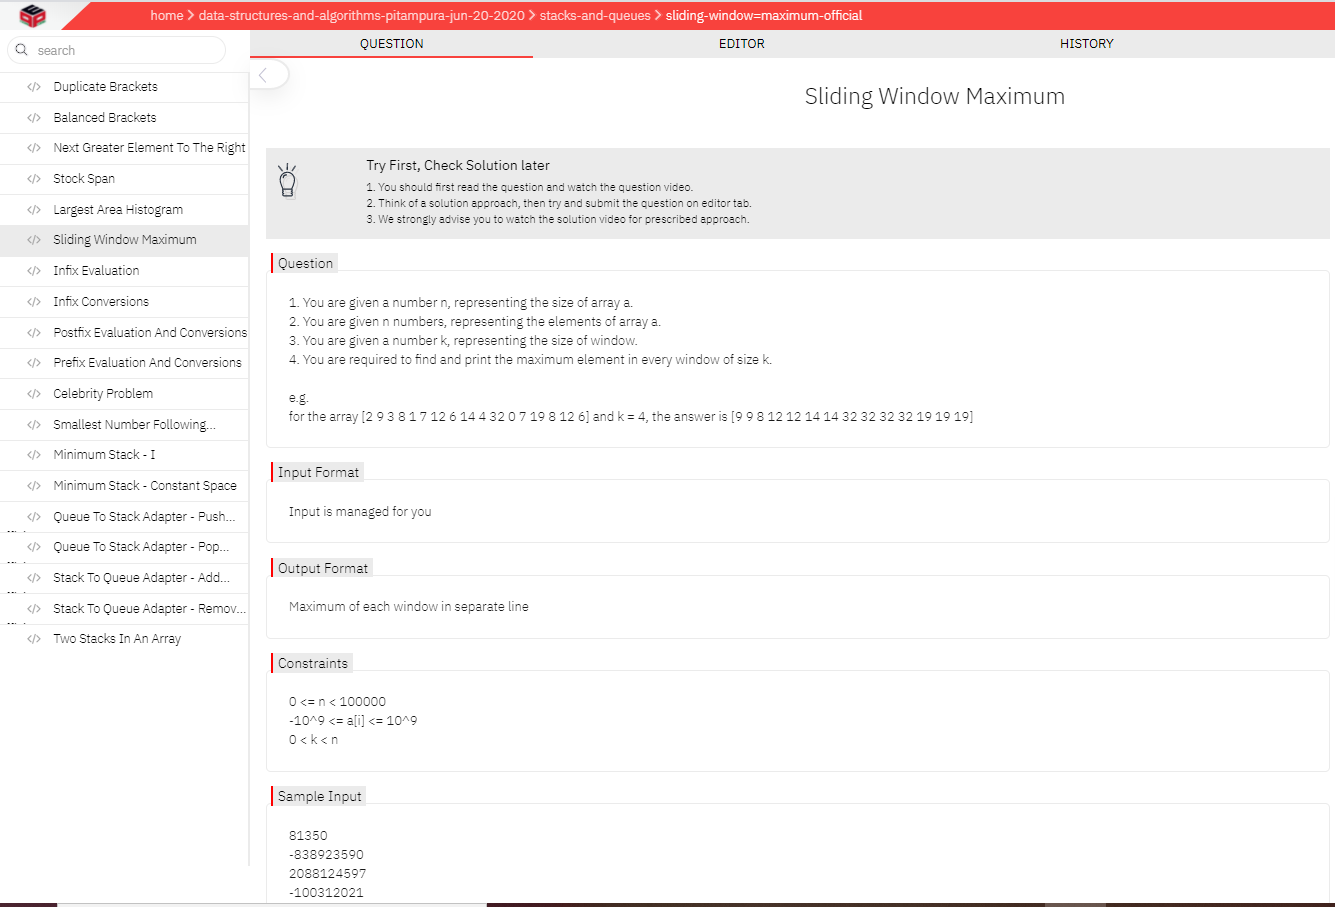 home > data-structures-and-algorithms-pitampura-jun-20-2020 > stacks-and-queues > sliding-window=maximum-official
search
QUESTION
EDITOR
HISTORY
</> Duplicate Brackets
</> Balanced Brackets
</> Next Greater Element To The Right
</> Stock Span
</> Largest Area Histogram
</> Sliding Window Maximum
</> Infix Evaluation
</> Infix Conversions
</> Postfix Evaluation And Conversions
</> Prefix Evaluation And Conversions
</> Celebrity Problem
</> Smallest Number Following...
</> Minimum Stack - I
</> Minimum Stack - Constant Space
</> Queue To Stack Adapter - Push...
</> Queue To Stack Adapter - Pop...
</> Stack To Queue Adapter - Add...
</> Stack To Queue Adapter - Remov...
</> Two Stacks In An Array
Sliding Window Maximum
Try First, Check Solution later
1. You should first read the question and watch the question video.
2. Think of a solution approach, then try and submit the question on editor tab.
3. We strongly advise you to watch the solution video for prescribed approach.
Question
1. You are given a number n, representing the size of array a.
2. You are given n numbers, representing the elements of array a.
3. You are given a number k, representing the size of window.
4. You are required to find and print the maximum element in every window of size k.
e.g.
for the array [2 9 3 8 1 7 12 6 14 4 32 0 7 19 8 12 6] and k = 4, the answer is [9 9 8 12 12 14 14 32 32 32 32 19 19 19]
Input Format
Input is managed for you
Output Format
Maximum of each window in separate line
Constraints
0 <= n < 100000
-10^9 <= a[i] <= 10^9
0 < k < n
Sample Input
81350
-838923590
2088124597
-100312021